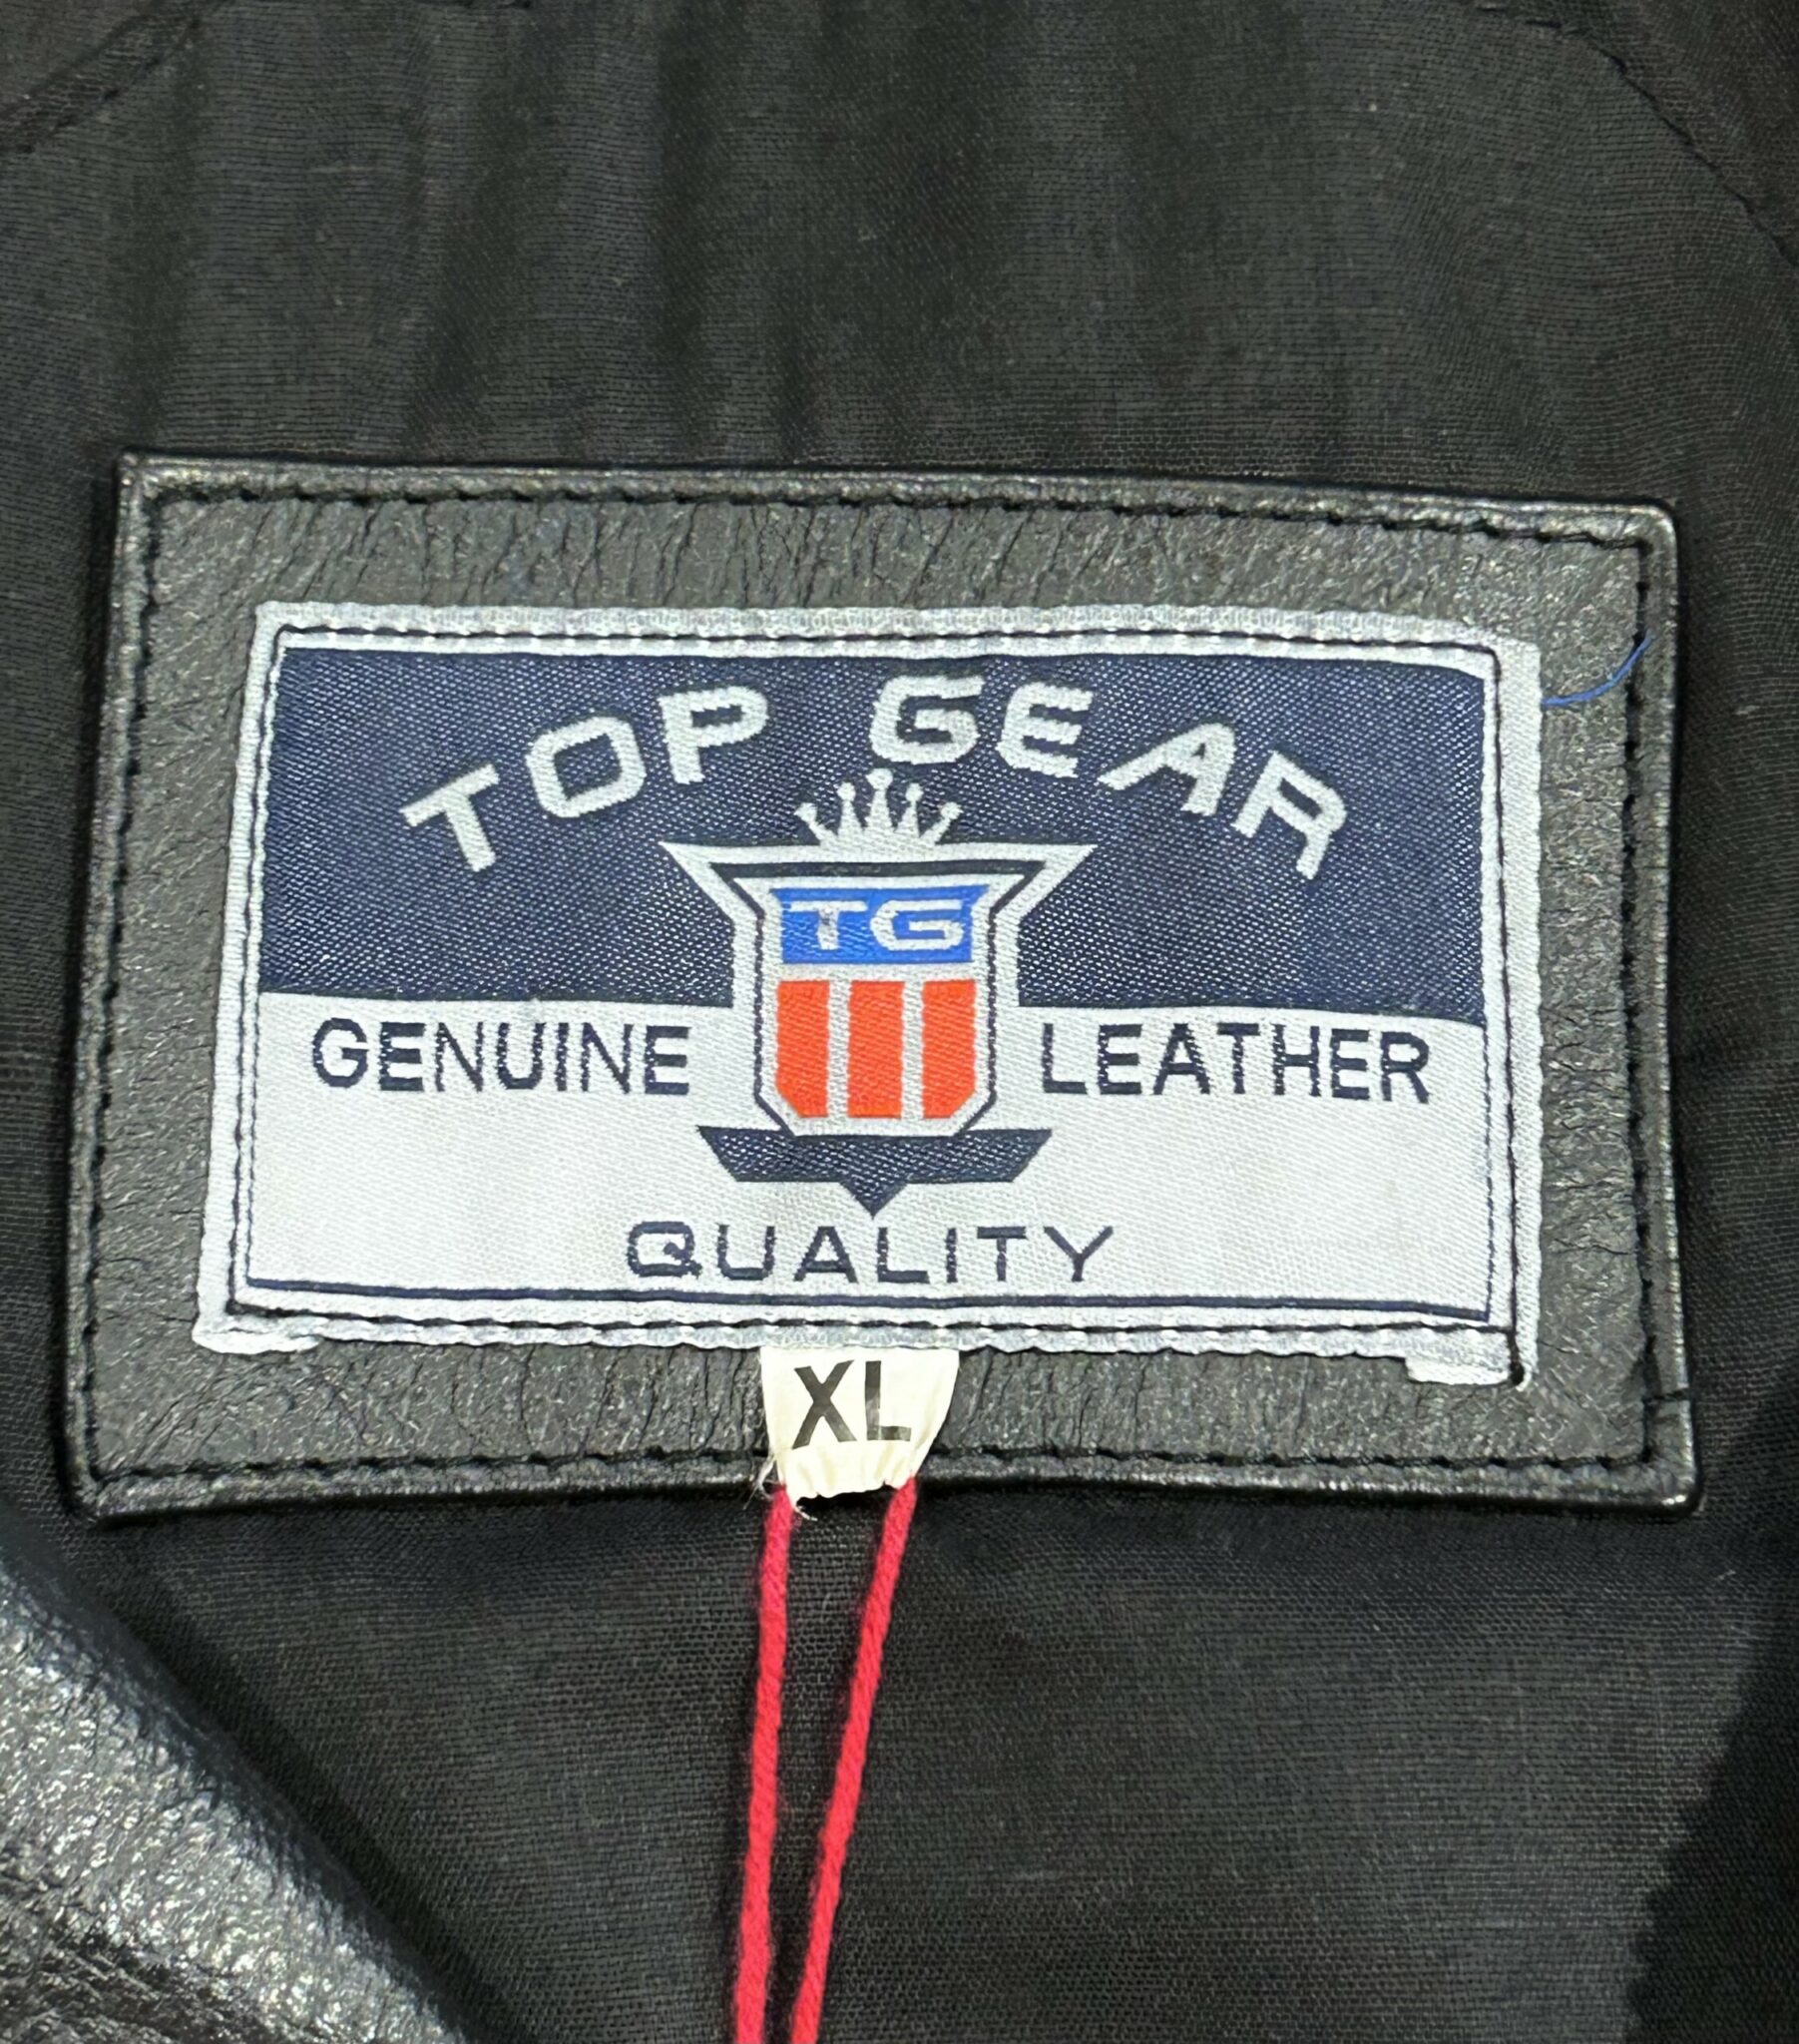 TOP GEAR
TG
GENUINE LEATHER
QUALITY
XL